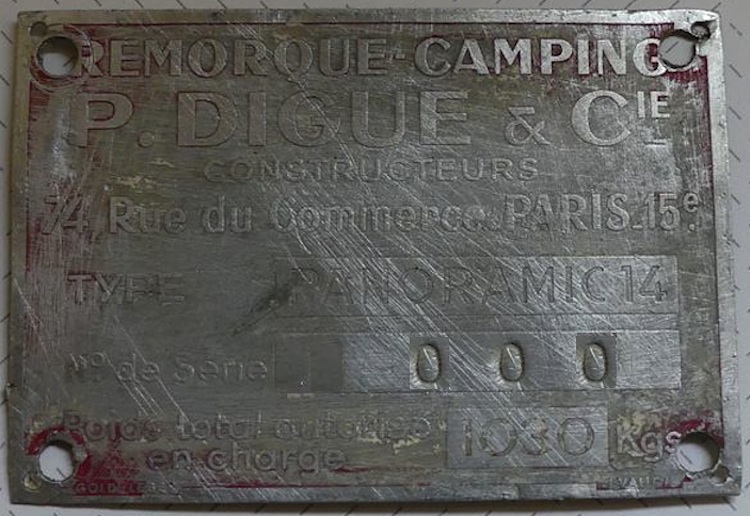 REMORQUE-CAMPING
P. DIGUE & CIE
CONSTRUCTEURS
74, Rue du Commerce. PARIS.15e.
TYPE PANORAMIC 14
No de Série 0 0 0
Poids total autorisé 1030 Kgs
en charge